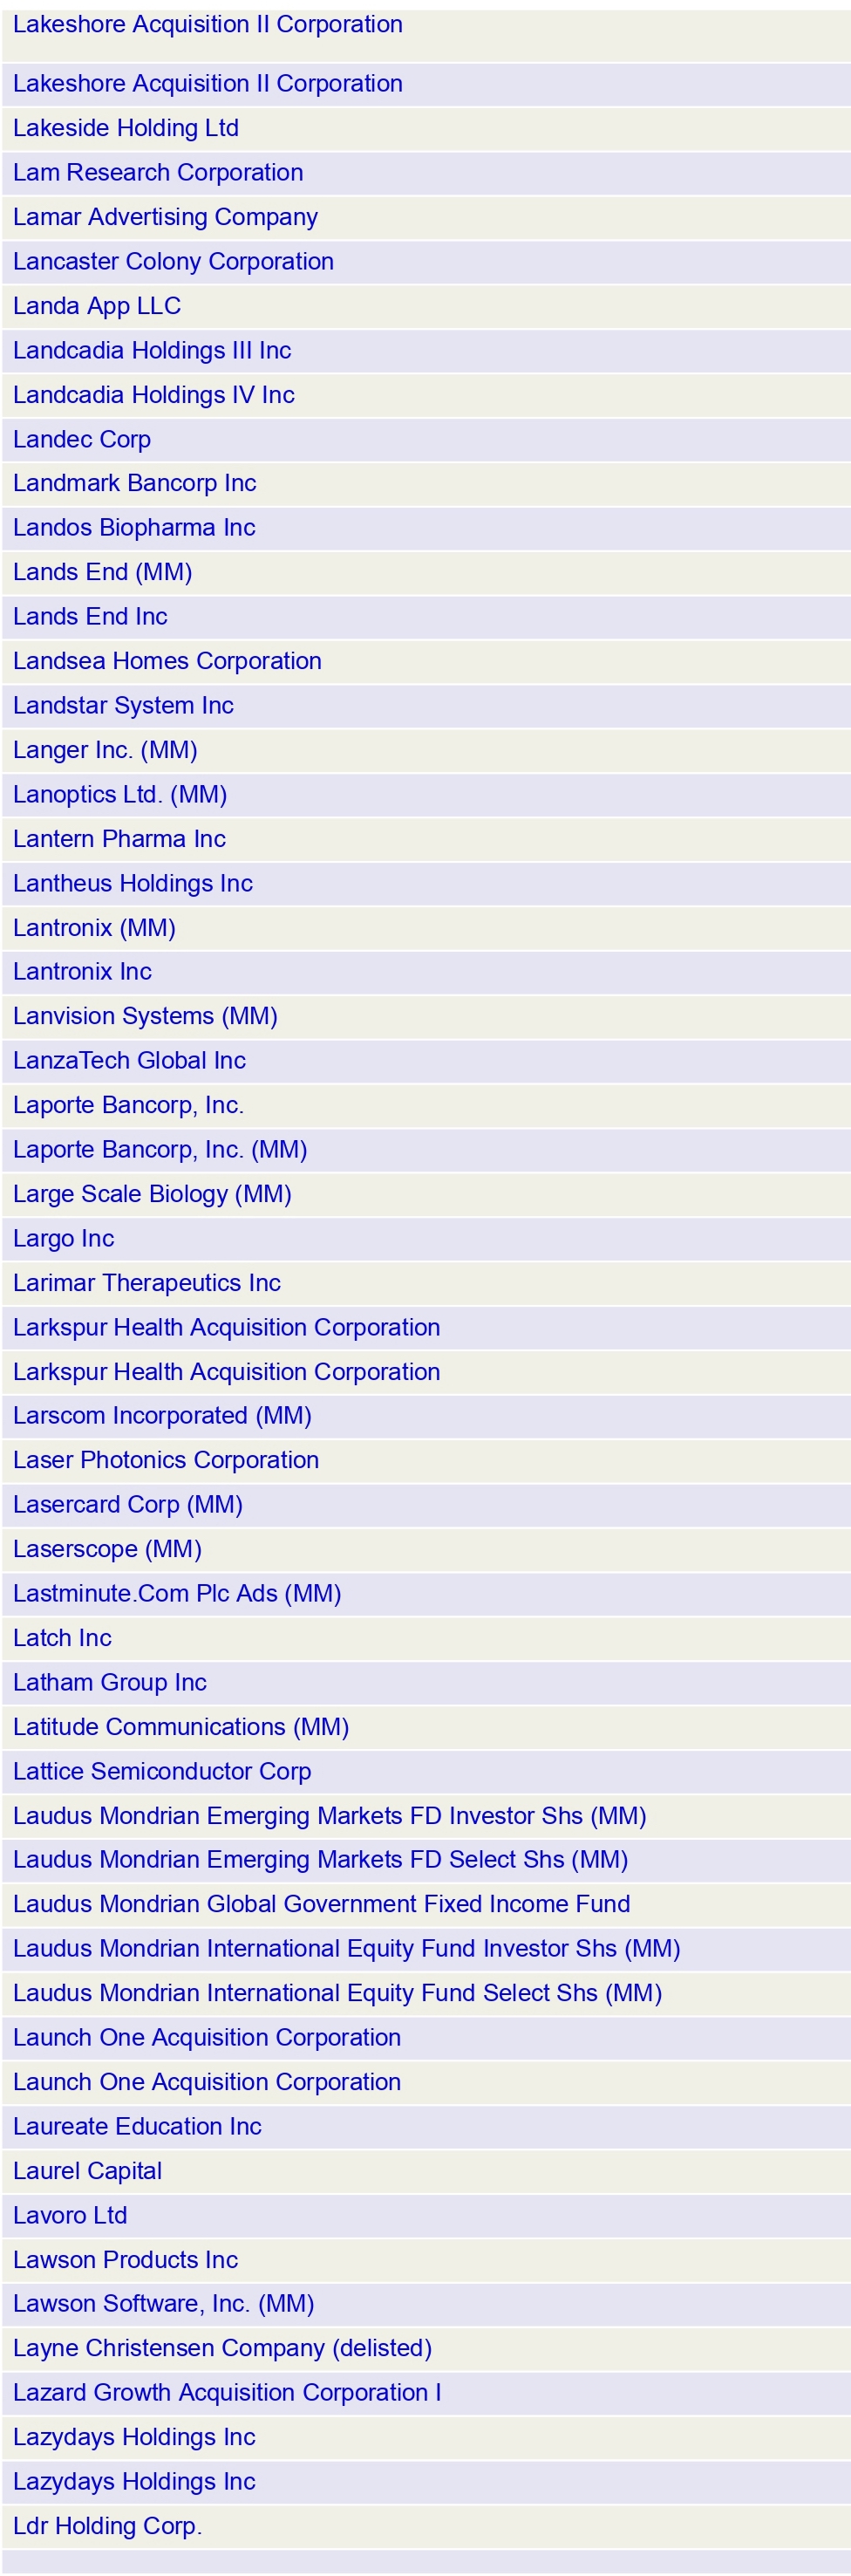 Lakeshore Acquisition II Corporation
Lakeshore Acquisition II Corporation
Lakeside Holding Ltd
Lam Research Corporation
Lamar Advertising Company
Lancaster Colony Corporation
Landa App LLC
Landcadia Holdings III Inc
Landcadia Holdings IV Inc
Landec Corp
Landmark Bancorp Inc
Landos Biopharma Inc
Lands End (MM)
Lands End Inc
Landsea Homes Corporation
Landstar System Inc
Langer Inc. (MM)
Lanoptics Ltd. (MM)
Lantern Pharma Inc
Lantheus Holdings Inc
Lantronix (MM)
Lantronix Inc
Lanvision Systems (MM)
LanzaTech Global Inc
Laporte Bancorp, Inc.
Laporte Bancorp, Inc. (MM)
Large Scale Biology (MM)
Largo Inc
Larimar Therapeutics Inc
Larkspur Health Acquisition Corporation
Larkspur Health Acquisition Corporation
Larscom Incorporated (MM)
Laser Photonics Corporation
Lasercard Corp (MM)
Laserscope (MM)
Lastminute.Com Plc Ads (MM)
Latch Inc
Latham Group Inc
Latitude Communications (MM)
Lattice Semiconductor Corp
Laudus Mondrian Emerging Markets FD Investor Shs (MM)
Laudus Mondrian Emerging Markets FD Select Shs (MM)
Laudus Mondrian Global Government Fixed Income Fund
Laudus Mondrian International Equity Fund Investor Shs (MM)
Laudus Mondrian International Equity Fund Select Shs (MM)
Launch One Acquisition Corporation
Launch One Acquisition Corporation
Laureate Education Inc
Laurel Capital
Lavoro Ltd
Lawson Products Inc
Lawson Software, Inc. (MM)
Layne Christensen Company (delisted)
Lazard Growth Acquisition Corporation I
Lazydays Holdings Inc
Lazydays Holdings Inc
Ldr Holding Corp.